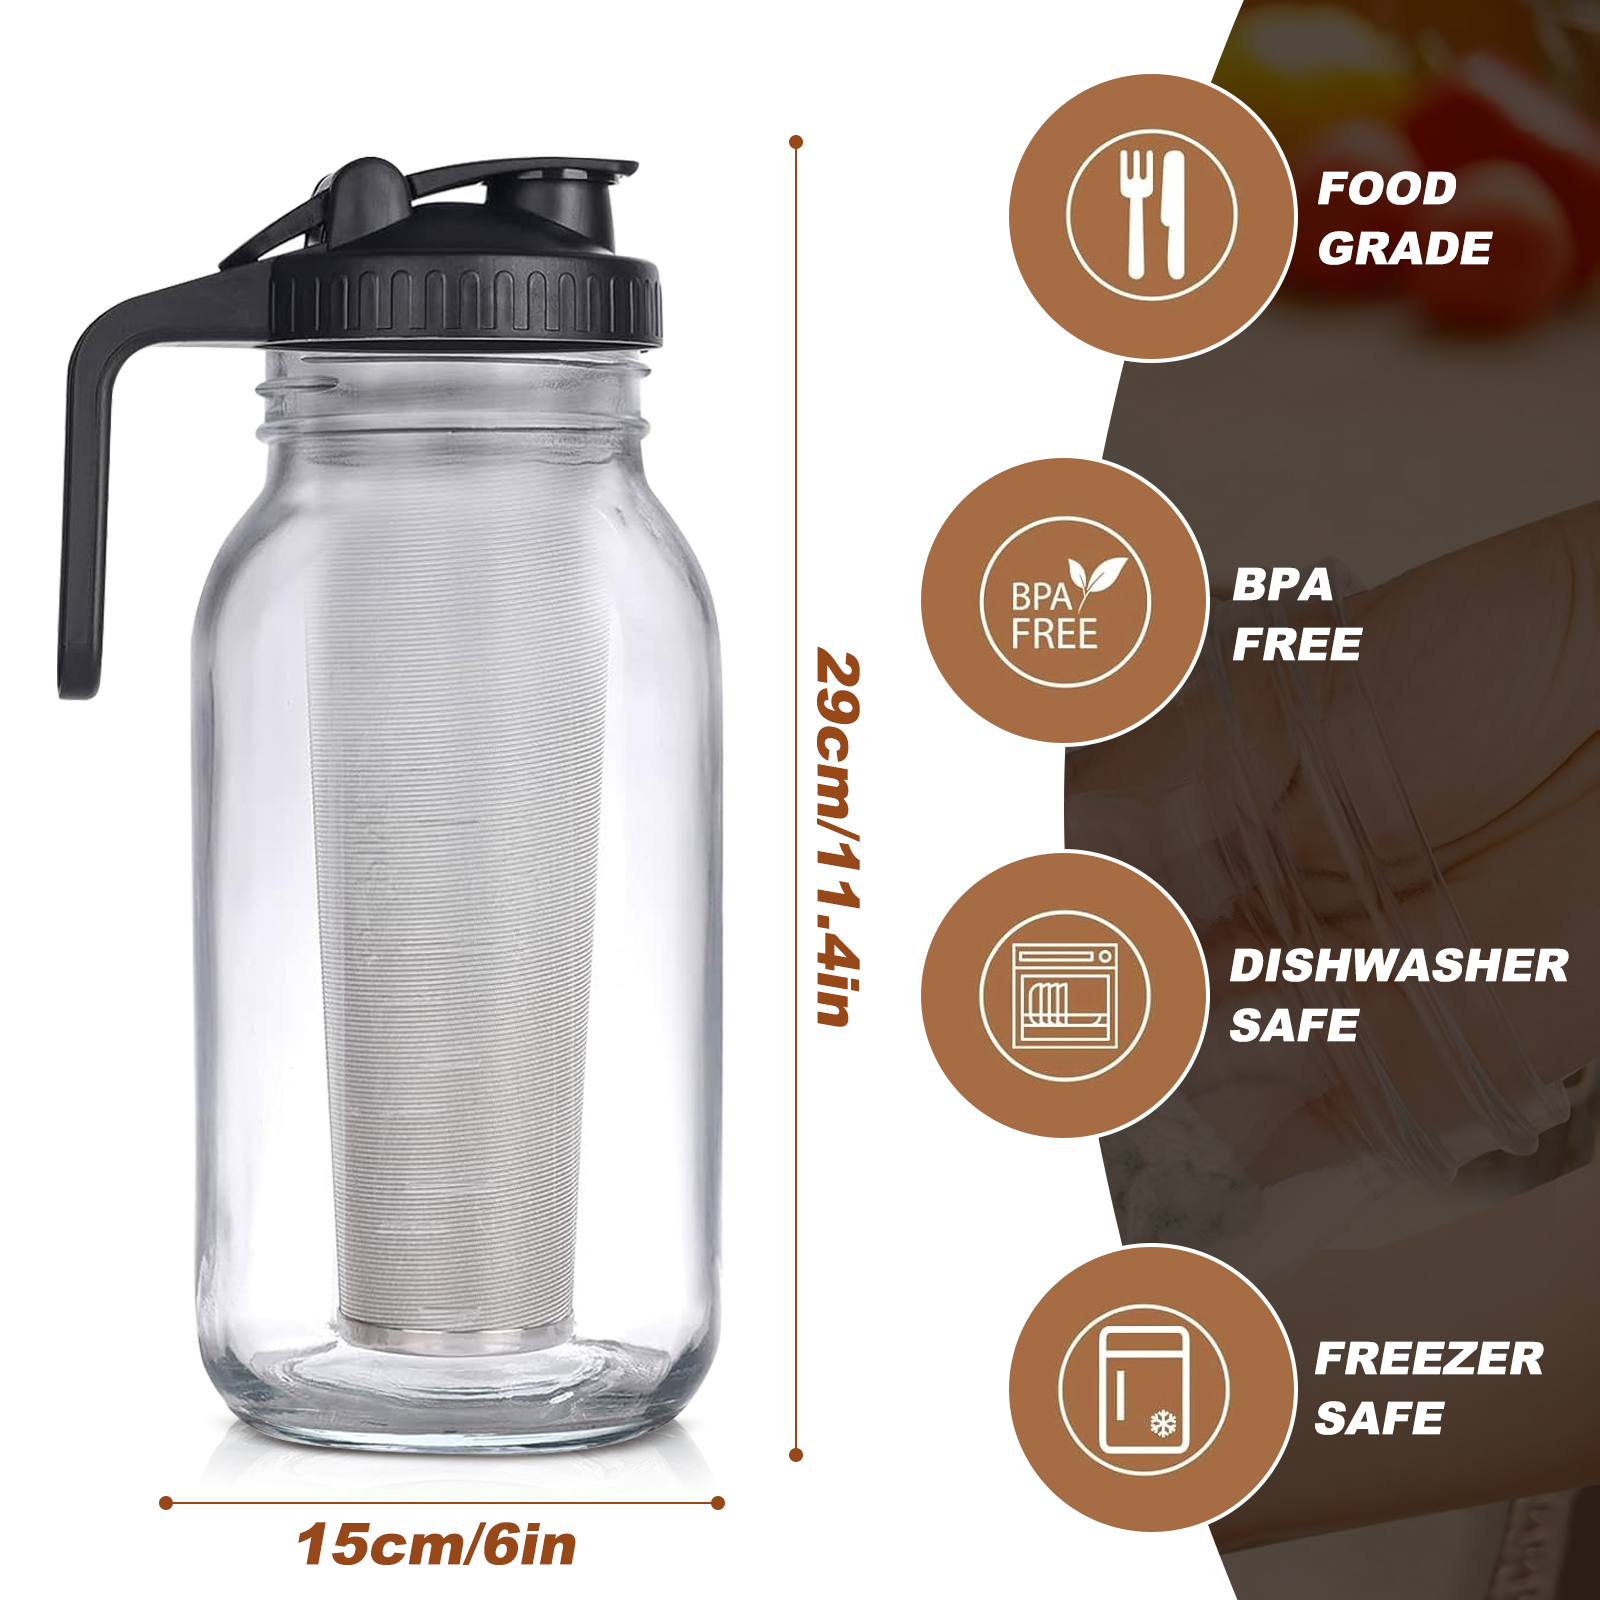 FOOD
GRADE
BPA
FREE
BPA
FREE
29cm/11.4in
DISHWASHER
SAFE
FREEZER
SAFE
15cm/6in